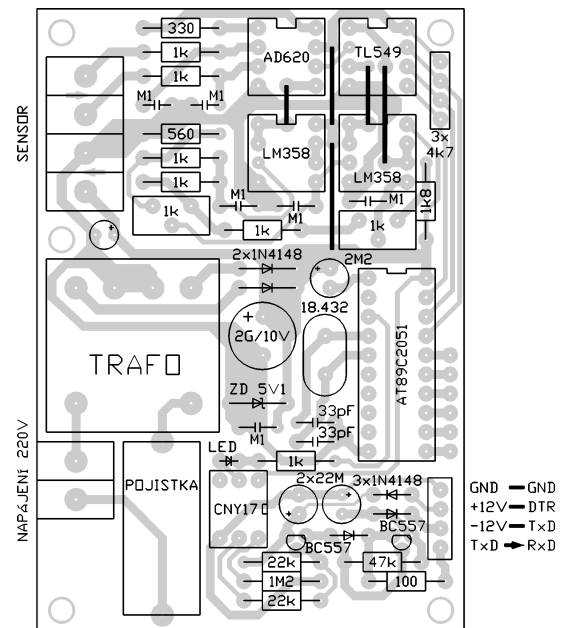 330
1k
1k
M1 M1
560
1k
1k
1k
SENSOR
AD620
TL549
LM358
LM358
3x
4k7
M1
M1
M1
1k8
1k
1k
2x1N4148
2M2
+
2G/10V
18.432
AT89C2051
TRAFO
ZD 5V1
M1
33pF
33pF
LED
1k
NAPÁJENÍ 220V
POJISTKA
CNY17
2x22M
3x1N4148
BC557
BC557
22k
1M2
22k
47k
100
GND GND
+12V DTR
-12V TxD
TxD RxD